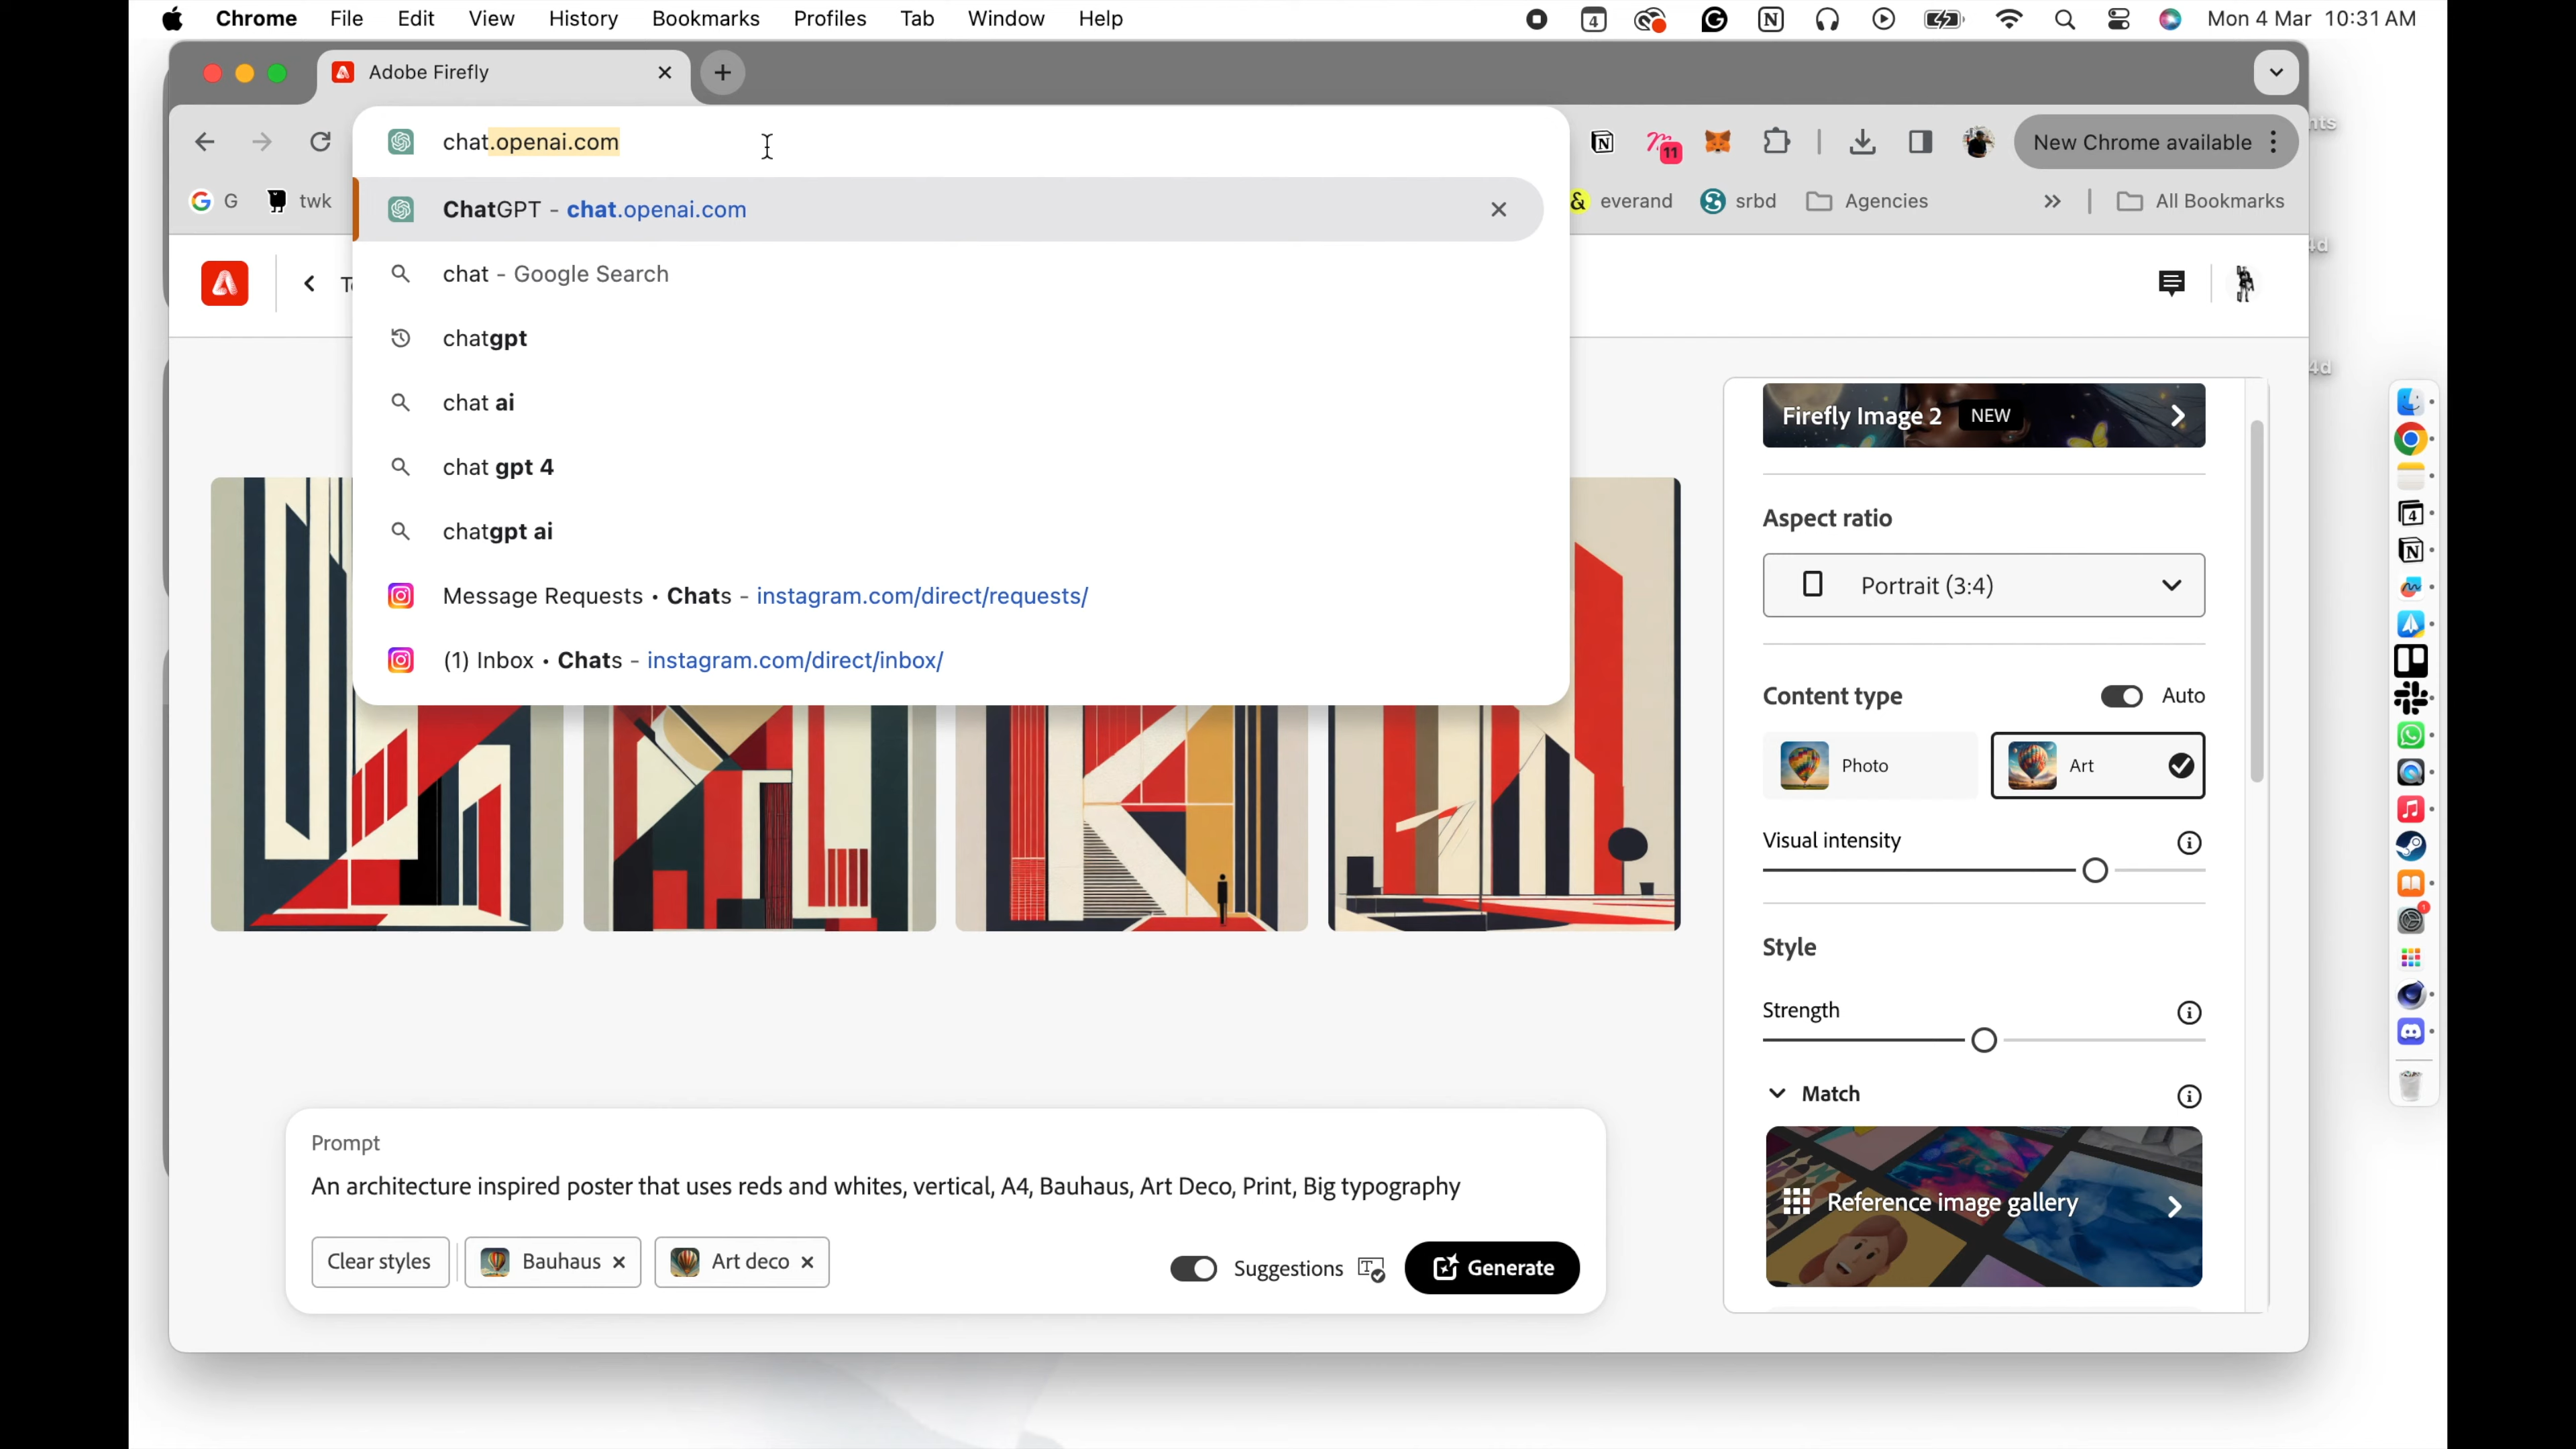 Chrome File Edit View History Bookmarks Profiles Tab Window Help
4 Mon 4 Mar 10:31 AM
Adobe Firefly
chat.openai.com
11 New Chrome available
G twk
everand srbd Agencies All Bookmarks
ChatGPT - chat.openai.com
chat - Google Search
chatgpt
chat ai
chat gpt 4
chatgpt ai
Message Requests • Chats - instagram.com/direct/requests/
(1) Inbox • Chats - instagram.com/direct/inbox/
Firefly Image 2 NEW
Aspect ratio
Portrait (3:4)
Content type Auto
Photo Art
Visual intensity
Style
Strength
Match
Reference image gallery
Prompt
An architecture inspired poster that uses reds and whites, vertical, A4, Bauhaus, Art Deco, Print, Big typography
Clear styles Bauhaus Art deco Suggestions Generate